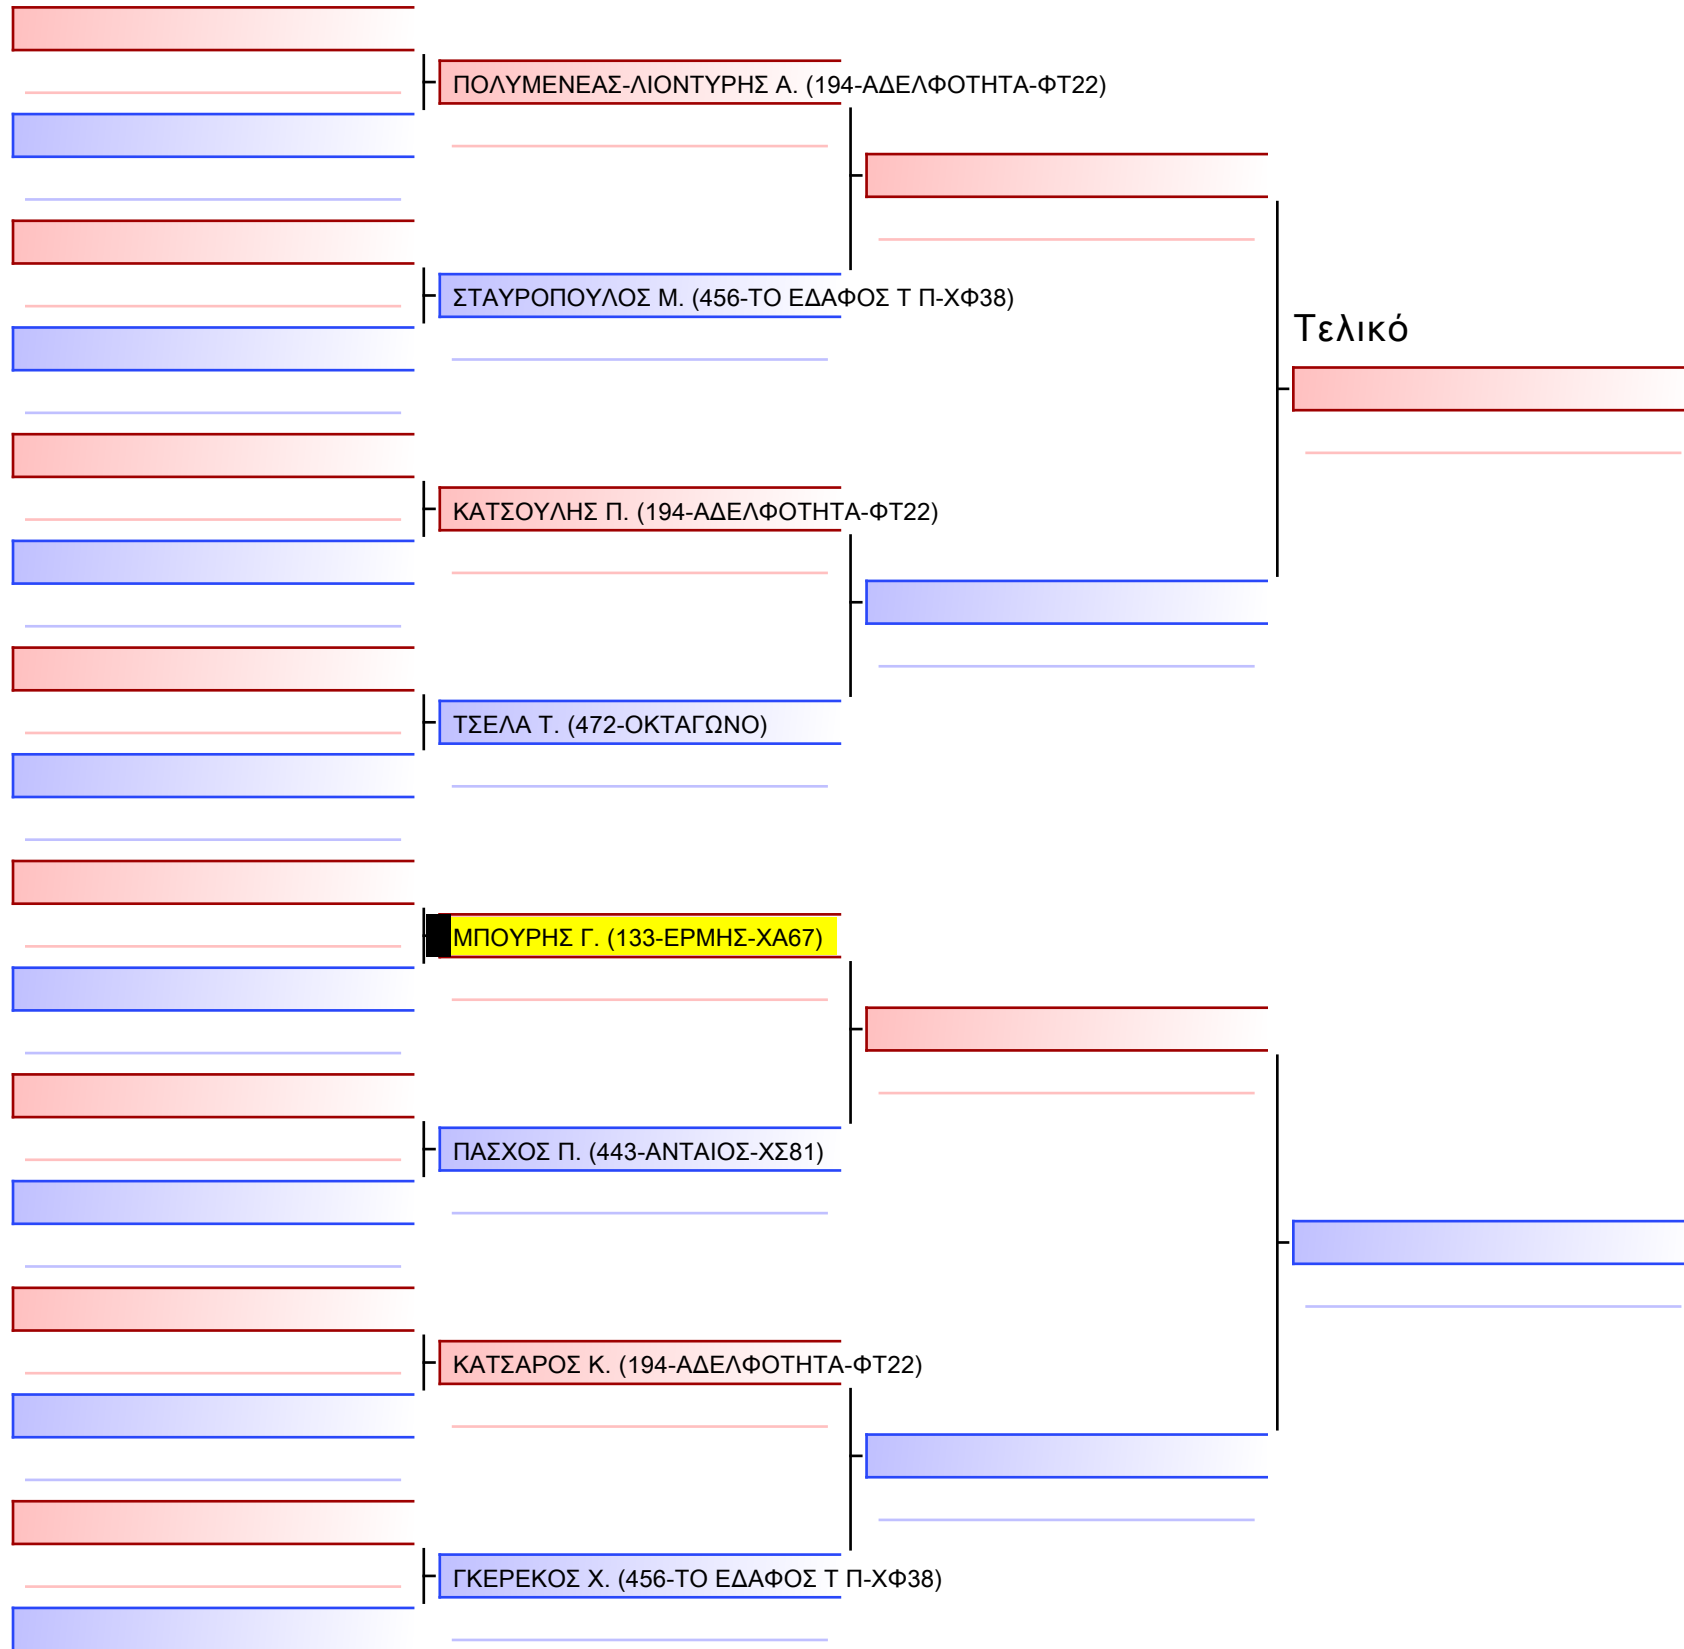 ΠΟΛΥΜΕΝΕΑΣ-ΛΙΟΝΤΥΡΗΣ Α. (194-ΑΔΕΛΦΟΤΗΤΑ-ΦΤ22)
ΣΤΑΥΡΟΠΟΥΛΟΣ Μ. (456-ΤΟ ΕΔΑΦΟΣ Τ Π-ΧΦ38)
Τελικό
ΚΑΤΣΟΥΛΗΣ Π. (194-ΑΔΕΛΦΟΤΗΤΑ-ΦΤ22)
ΤΣΕΛΑ Τ. (472-ΟΚΤΑΓΩΝΟ)
ΜΠΟΥΡΗΣ Γ. (133-ΕΡΜΗΣ-ΧΑ67)
ΠΑΣΧΟΣ Π. (443-ΑΝΤΑΙΟΣ-ΧΣ81)
ΚΑΤΣΑΡΟΣ Κ. (194-ΑΔΕΛΦΟΤΗΤΑ-ΦΤ22)
ΓΚΕΡΕΚΟΣ Χ. (456-ΤΟ ΕΔΑΦΟΣ Τ Π-ΧΦ38)